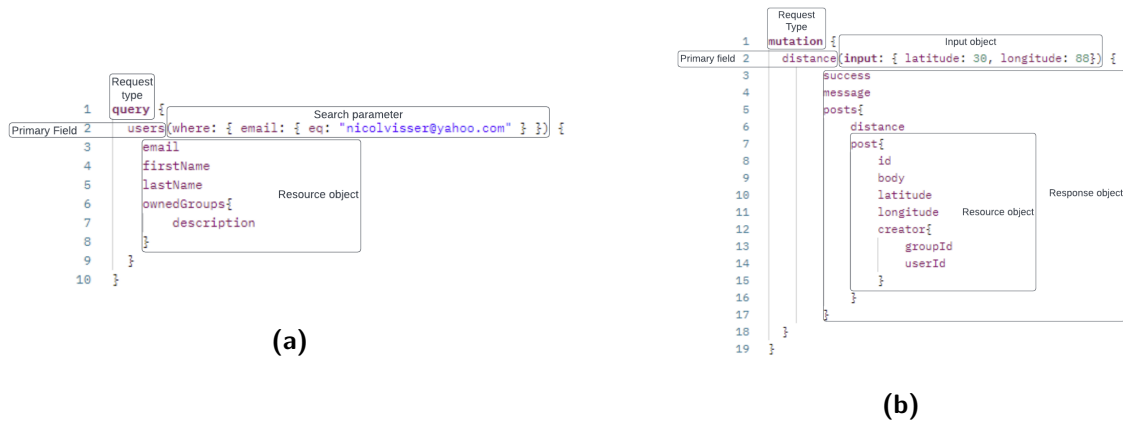 Request
type
1 query {
Search parameter
Primary Field 2 users(where: { email: { eq: "nicolvisser@yahoo.com" } }) {
3 email
4 firstName
5 lastName
Resource object
6 ownedGroups{
7 description
8 }
9 }
10 }
(a)
Request
Type
1 mutation {
Input object
Primary field 2 distance(input: { latitude: 30, longitude: 88}) {
3 success
4 message
5 posts{
6 distance
7 post{
8 id
9 body
10 latitude
Response object
11 longitude
Resource object
12 creator{
13 groupId
14 userId
15 }
16 }
17 }
18 }
19 }
(b)